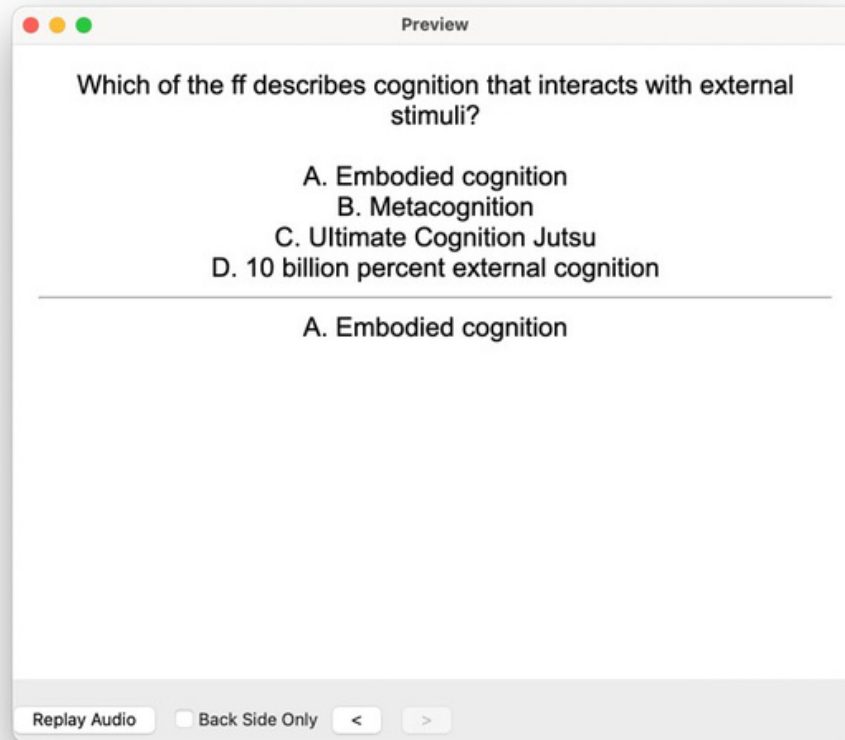 Preview
Which of the ff describes cognition that interacts with external
stimuli?
A. Embodied cognition
B. Metacognition
C. Ultimate Cognition Jutsu
D. 10 billion percent external cognition
A. Embodied cognition
Replay Audio Back Side Only < >